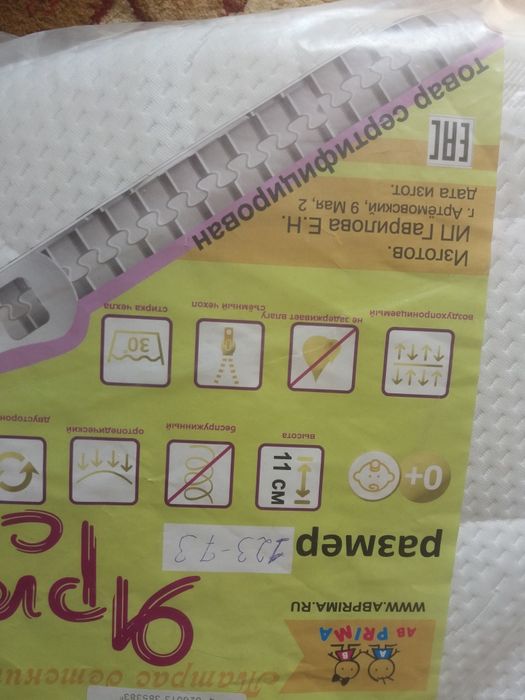 Матрас детский
AB PRIMA
WWW.ABPRIMA.RU
размер 123-73
0+
высота
11 СМ
беспружинный
ортопедический
воздухопроницаемый
не задерживает влагу
съёмный чехол
стирка чехла
30°
Изготов.
ИП Гаврилова Е.Н.
г. Артёмовский, 9 Мая, 2
дата изгот.
EAC
товар сертифицирован